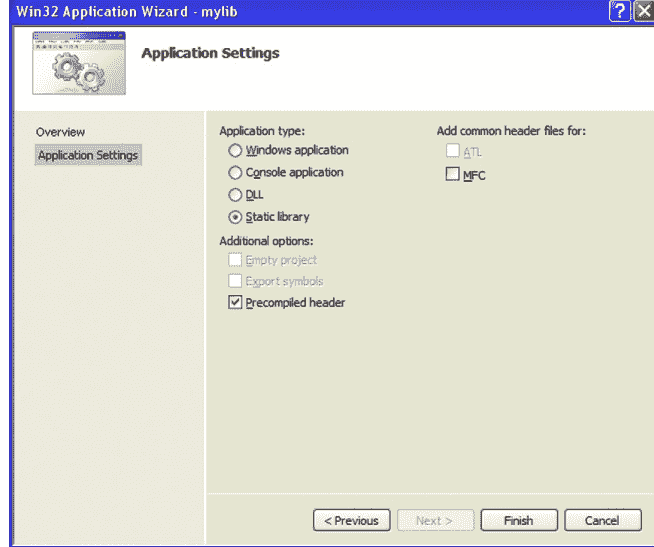 Win32 Application Wizard - mylib
Application Settings
Overview
Application Settings
Application type:
Windows application
Console application
DLL
Static library
Additional options:
Empty project
Export symbols
Precompiled header
Add common header files for:
ATL
MFC
< Previous
Next >
Finish
Cancel